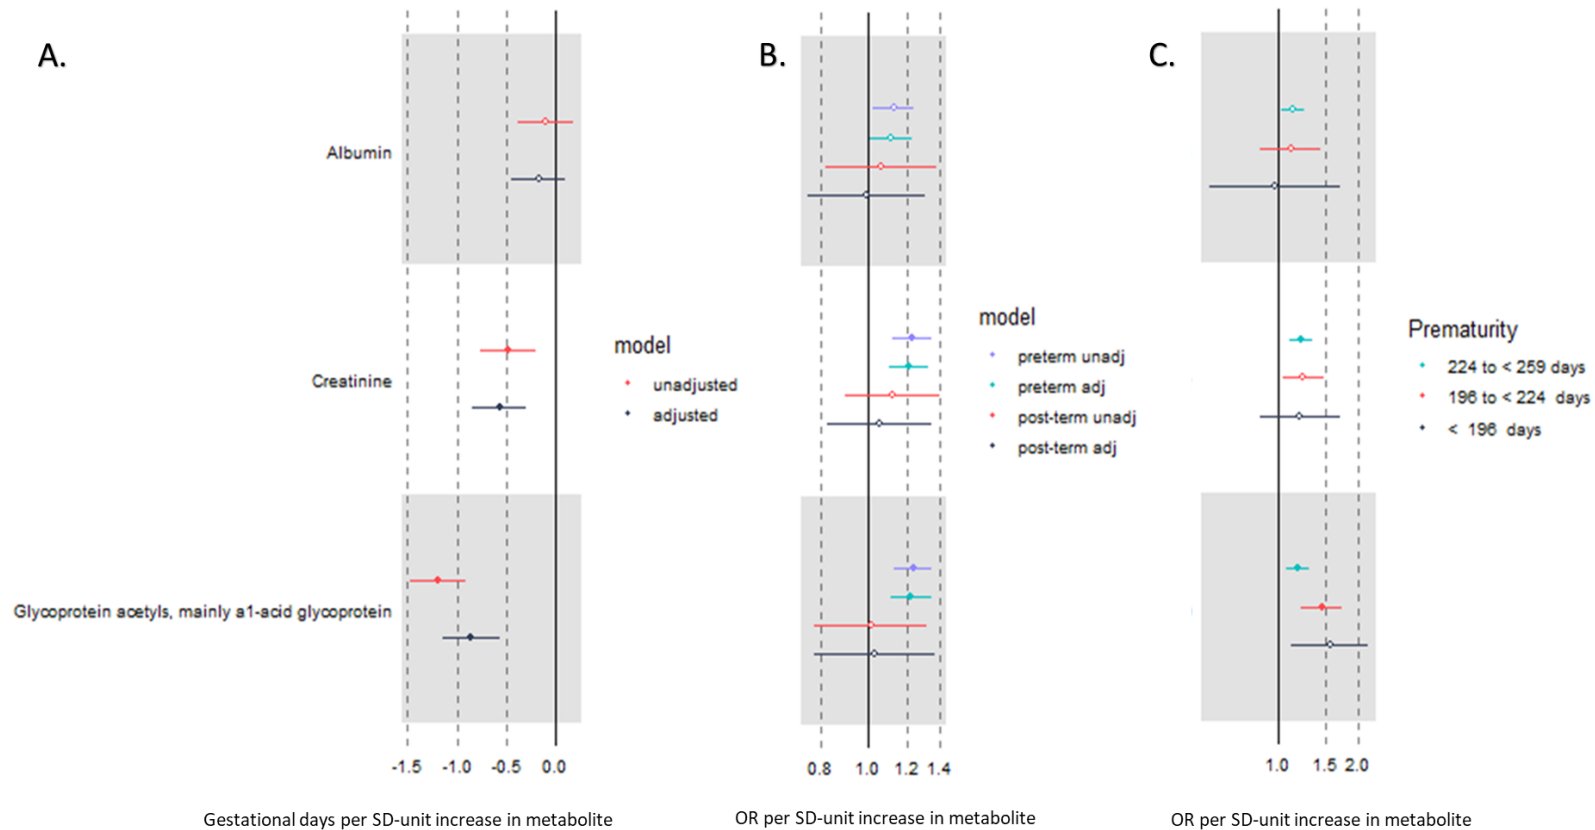 A.
B.
C.
Albumin
Creatinine
Glycoprotein acetyls, mainly a1-acid glycoprotein
model
unadjusted
adjusted
model
preterm unadj
preterm adj
post-term unadj
post-term adj
Prematurity
224 to < 259 days
196 to < 224 days
< 196 days
-1.5 -1.0 -0.5 0.0
0.8 1.0 1.2 1.4
1.0 1.5 2.0
Gestational days per SD-unit increase in metabolite
OR per SD-unit increase in metabolite
OR per SD-unit increase in metabolite